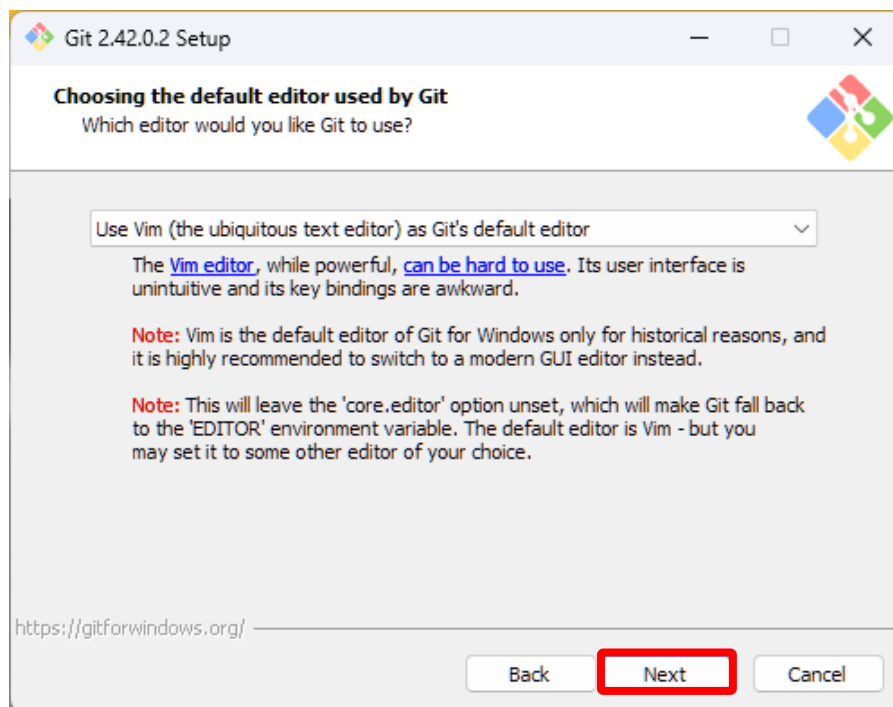 Git 2.42.0.2 Setup
Choosing the default editor used by Git
Which editor would you like Git to use?
Use Vim (the ubiquitous text editor) as Git's default editor
The Vim editor, while powerful, can be hard to use. Its user interface is
unintuitive and its key bindings are awkward.
Note: Vim is the default editor of Git for Windows only for historical reasons, and
it is highly recommended to switch to a modern GUI editor instead.
Note: This will leave the 'core.editor' option unset, which will make Git fall back
to the 'EDITOR' environment variable. The default editor is Vim - but you
may set it to some other editor of your choice.
https://gitforwindows.org/
Back Next Cancel